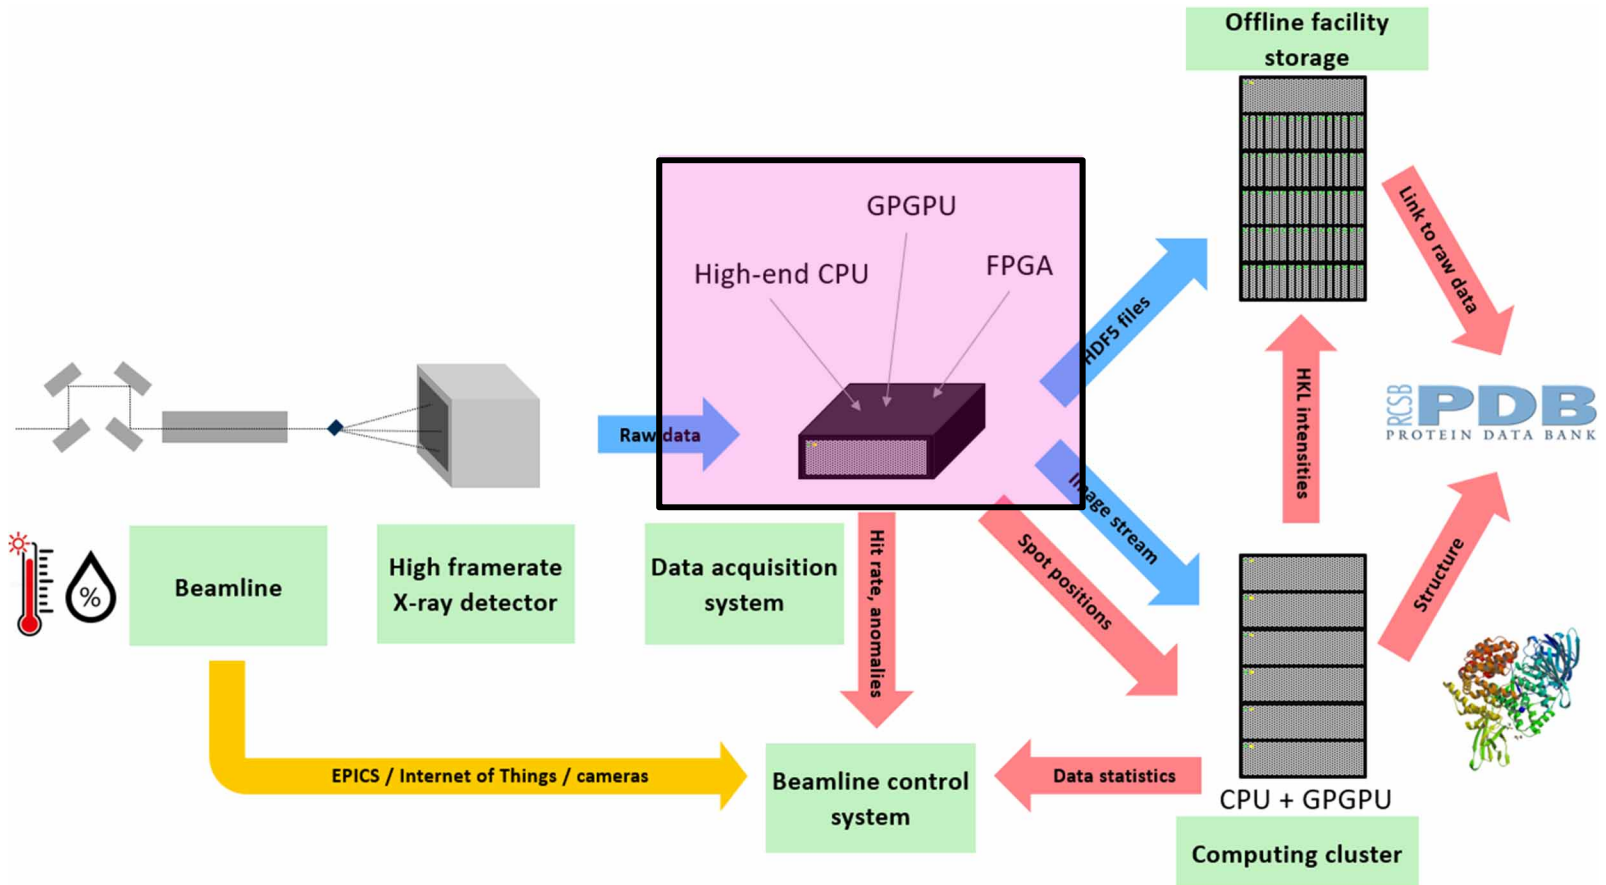 Offline facility
storage
GPGPU
High-end CPU
FPGA
Link to raw data
HDF5 files
Raw data
HKL intensities
RCSB
PDB
PROTEIN DATA BANK
Image stream
Spot positions
Hit rate, anomalies
Structure
%
Beamline
High framerate
X-ray detector
Data acquisition
system
EPICS / Internet of Things / cameras
Beamline control
system
Data statistics
CPU + GPGPU
Computing cluster